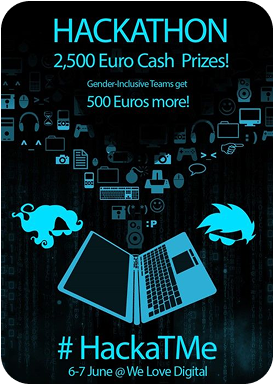 HACKATHON
2,500 Euro Cash Prizes!
Gender-Inclusive Teams get
500 Euros more!
:P
# HackaTMe
6-7 June @ We Love Digital